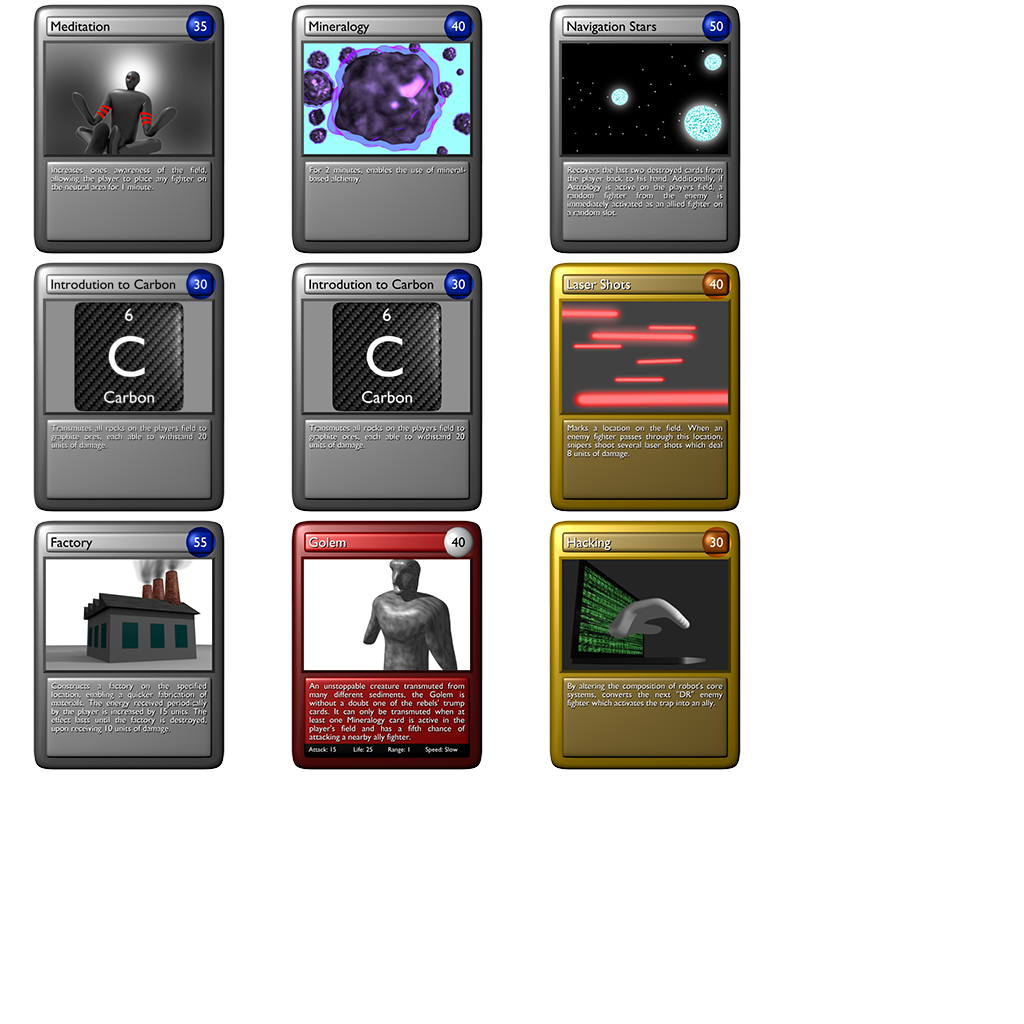 Meditation 35
Increases ones awareness of the field,
allowing the player to place any fighter on
the neutral area for 1 minute.
Mineralogy 40
For 2 minutes, enables the use of mineral-
based alchemy.
Navigation Stars 50
Recovers the last two destroyed cards from
the player back to his hand. Additionally, if
Astrology is active on the players field, a
random fighter from the enemy is
immediately activated as an allied fighter on
a random slot.
Introdution to Carbon 30
6
C
Carbon
Transmutes all rocks on the players field to
graphite ores, each able to withstand 20
units of damage.
Introdution to Carbon 30
6
C
Carbon
Transmutes all rocks on the players field to
graphite ores, each able to withstand 20
units of damage.
Laser Shots 40
Marks a location on the field. When an
enemy fighter passes through this location,
snipers shoot several laser shots which deal
8 units of damage.
Factory 55
Constructs a factory on the specified
location, enabling a quicker fabrication of
materials. The energy received period-cally
by the player is increased by 15 units. The
effect lasts until the factory is destroyed,
upon receiving 10 units of damage.
Golem 40
An unstoppable creature transmuted from
many different sediments, the Golem is
without a doubt one of the rebels' trump
cards. It can only be transmuted when at
least one Mineralogy card is active in the
player's field and has a fifth chance of
attacking a nearby ally fighter.
Attack: 15 Life: 25 Range: 1 Speed: Slow
Hacking 30
By altering the composition of robot's core
systems, converts the next "DR" enemy
fighter which activates the trap into an ally.